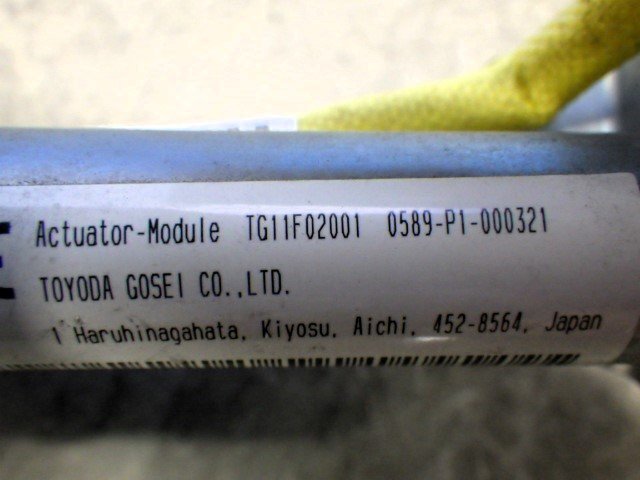 Actuator-Module TG11F02001 0589-P1-000321
TOYODA GOSEI CO.,LTD.
1 Haruhinagahata, Kiyosu, Aichi, 452-8564, Japan